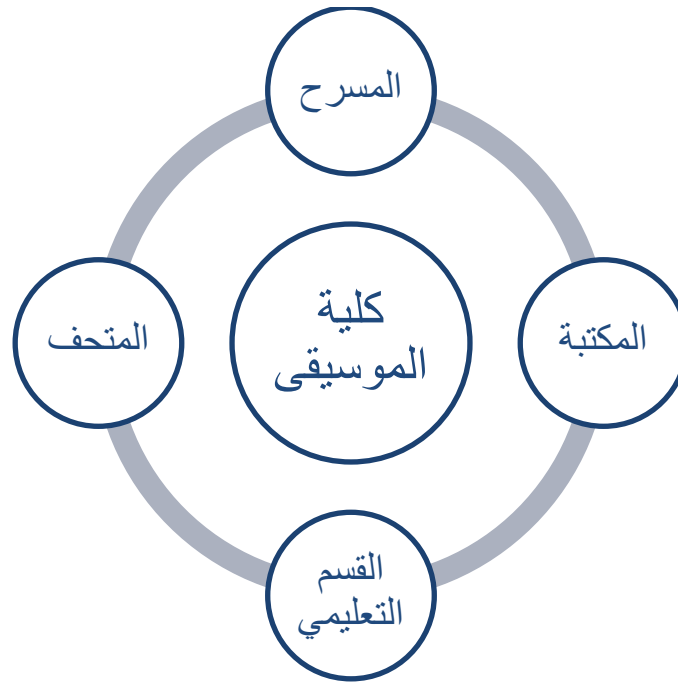 المسرح
المكتبة
كلية
الموسيقى
المتحف
القسم
التعليمي